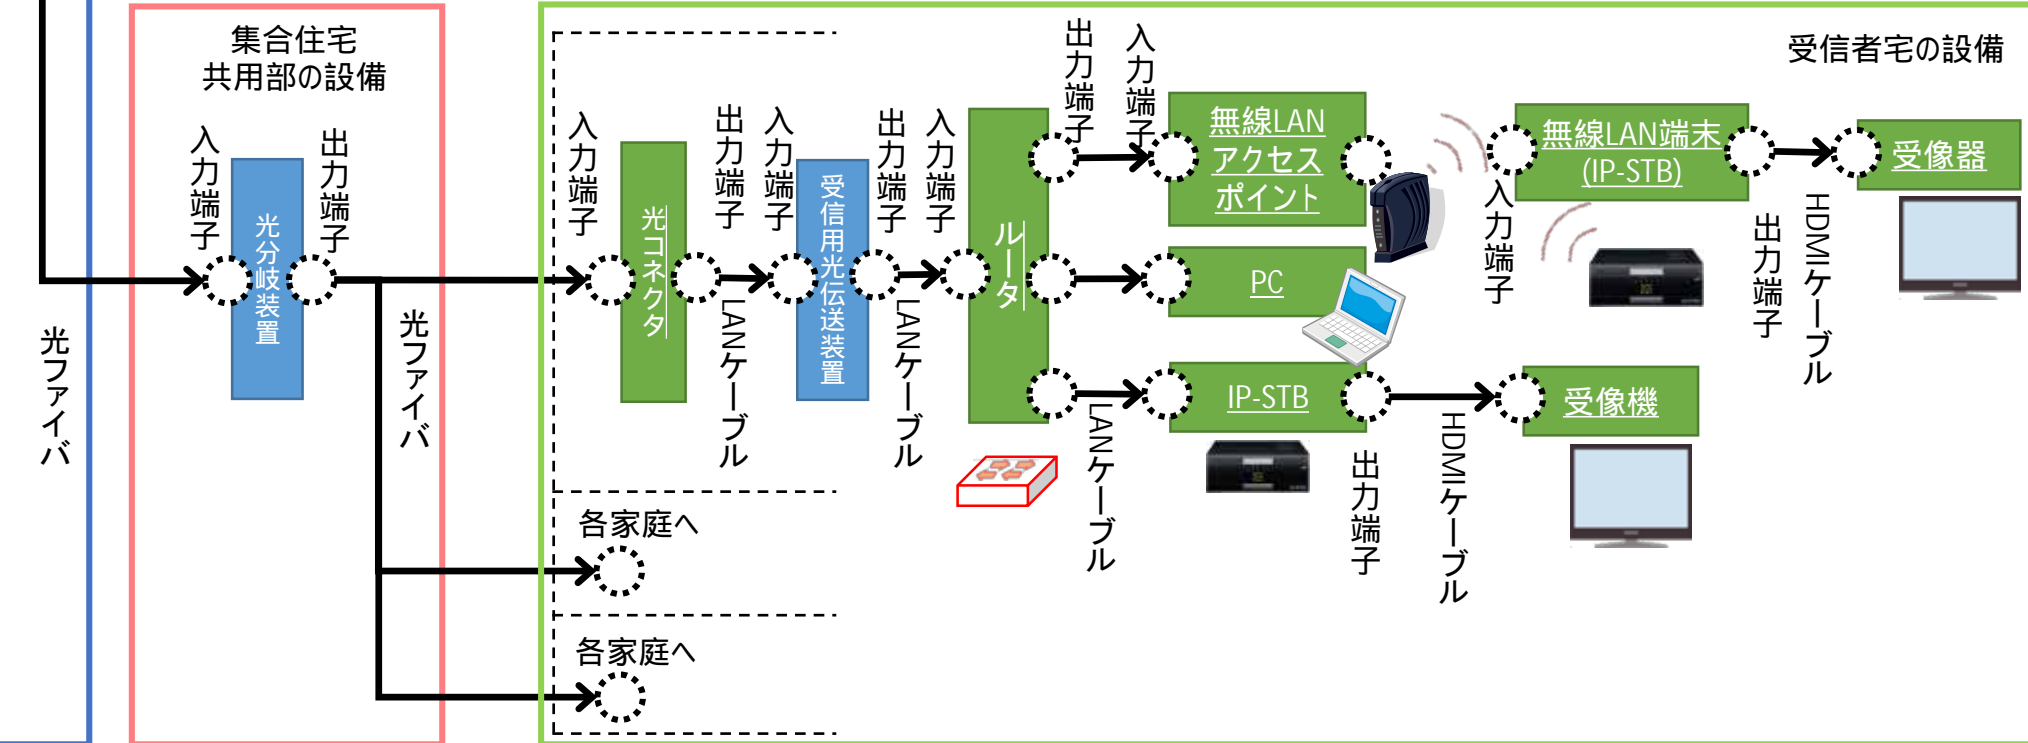 集合住宅
共用部の設備
受信者宅の設備
光ファイバ
入力端子
光分岐装置
出力端子
光ファイバ
入力端子
光コネクタ
出力端子
LANケーブル
入力端子
受信用光伝送装置
出力端子
LANケーブル
入力端子
ルータ
出力端子
入力端子
無線LAN
アクセス
ポイント
入力端子
無線LAN端末
(IP-STB)
出力端子
HDMIケーブル
受像器
PC
LANケーブル
IP-STB
出力端子
HDMIケーブル
受像機
各家庭へ
各家庭へ